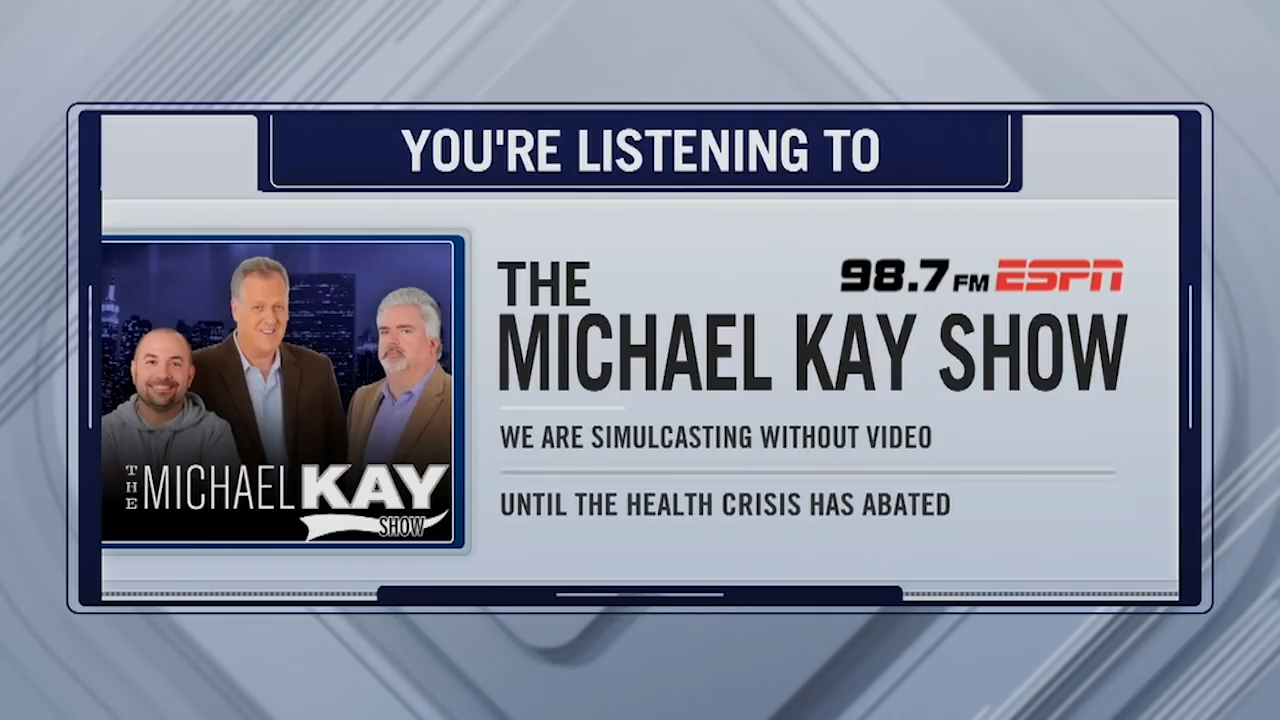 YOU'RE LISTENING TO
THE
98.7 FM ESPN
MICHAEL KAY SHOW
WE ARE SIMULCASTING WITHOUT VIDEO
UNTIL THE HEALTH CRISIS HAS ABATED
THE MICHAEL KAY
SHOW